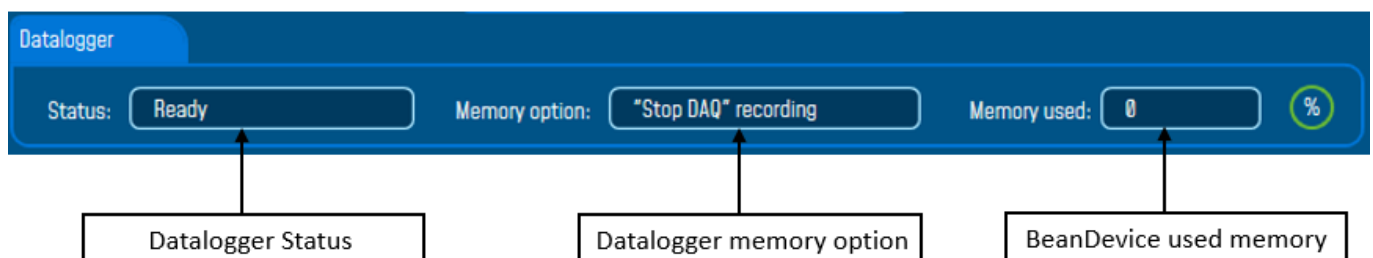 Datalogger
Status: Ready Memory option: "Stop DAQ" recording Memory used: 0 %
Datalogger Status Datalogger memory option BeanDevice used memory